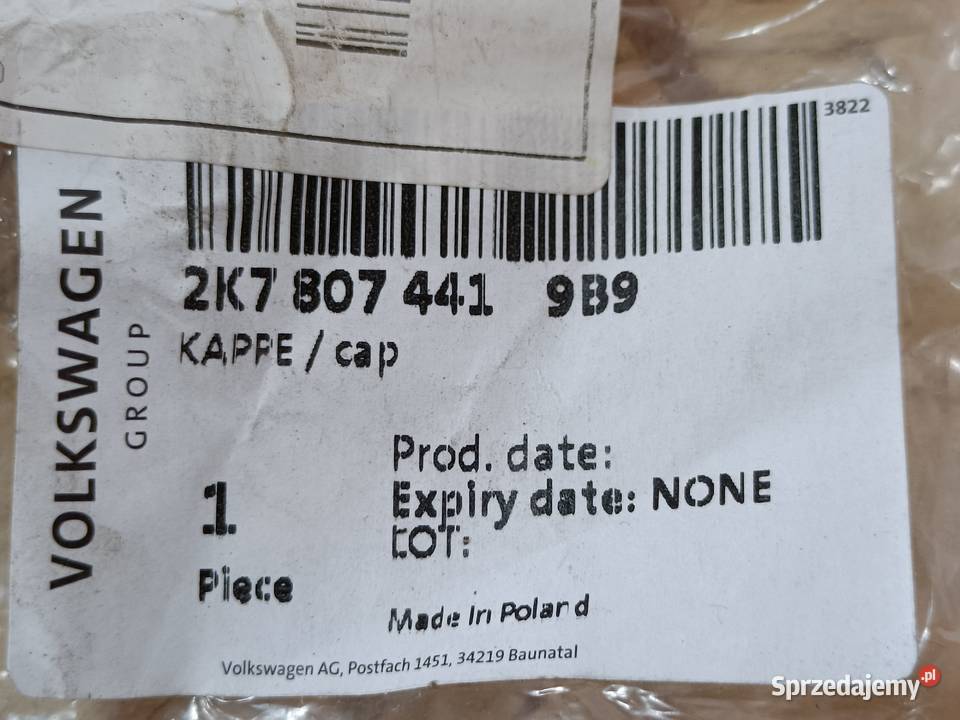 3822
VOLKSWAGEN
GROUP
2K7 807 441 9B9
KAPPE / cap
1
Piece
Prod. date:
Expiry date: NONE
LOT:
Made In Poland
Volkswagen AG, Postfach 1451, 34219 Baunatal
Sprzedajemy.pl